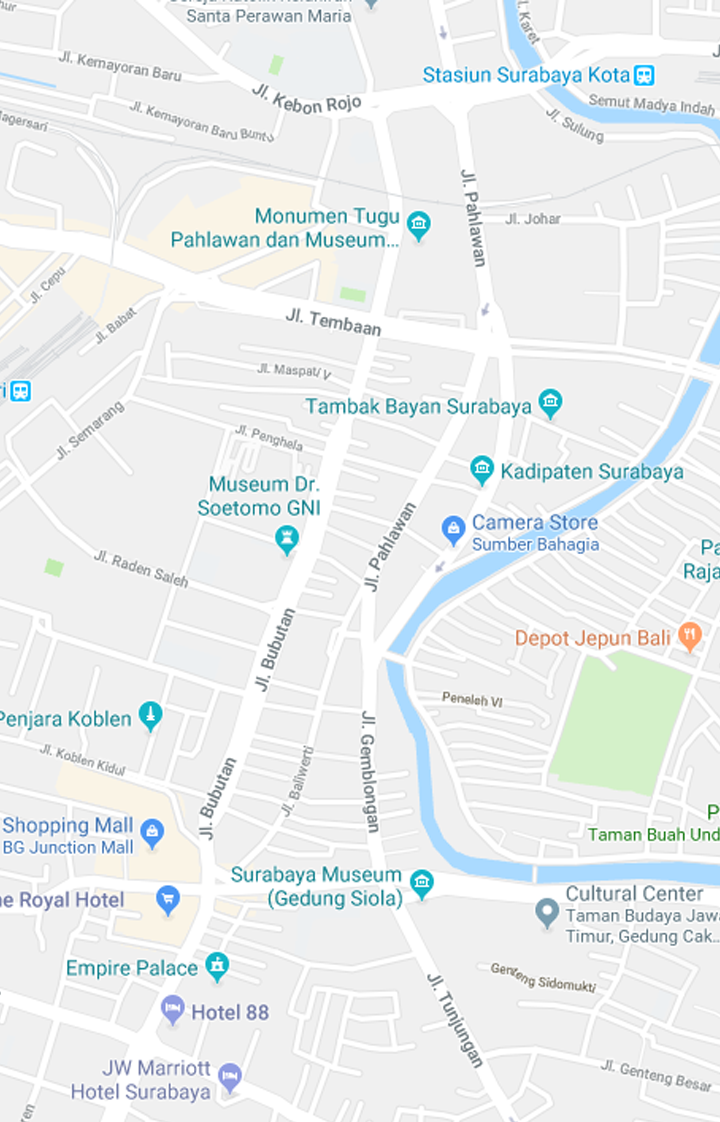 Santa Perawan Maria
Jl. Karet
Stasiun Surabaya Kota
Jl. Kemayoran Baru
Jl. Kebon Rojo
Semut Madya Indah
Jl. Kemayoran Baru Buntu
Jl. Sulung
Magersari
Jl. Pahlawan
Monumen Tugu
Pahlawan dan Museum...
Jl. Johar
Jl. Cepu
Jl. Babat
Jl. Tembaan
Jl. Maspati V
Tambak Bayan Surabaya
Jl. Semarang
Jl. Penghela
Kadipaten Surabaya
Museum Dr.
Soetomo GNI
Camera Store
Sumber Bahagia
Jl. Pahlawan
Pa
Raja
Jl. Raden Saleh
Jl. Bubutan
Depot Jepun Bali
Peneleh VI
Penjara Koblen
Jl. Gemblongan
Jl. Koblen Kidul
Jl. Baliwerti
Jl. Bubutan
Shopping Mall
BG Junction Mall
P
Taman Buah Und
Surabaya Museum
(Gedung Siola)
ne Royal Hotel
Cultural Center
Taman Budaya Jawa
Timur, Gedung Cak...
Empire Palace
Genteng Sidomukti
Hotel 88
Jl. Tunjungan
JW Marriott
Hotel Surabaya
Jl. Genteng Besar